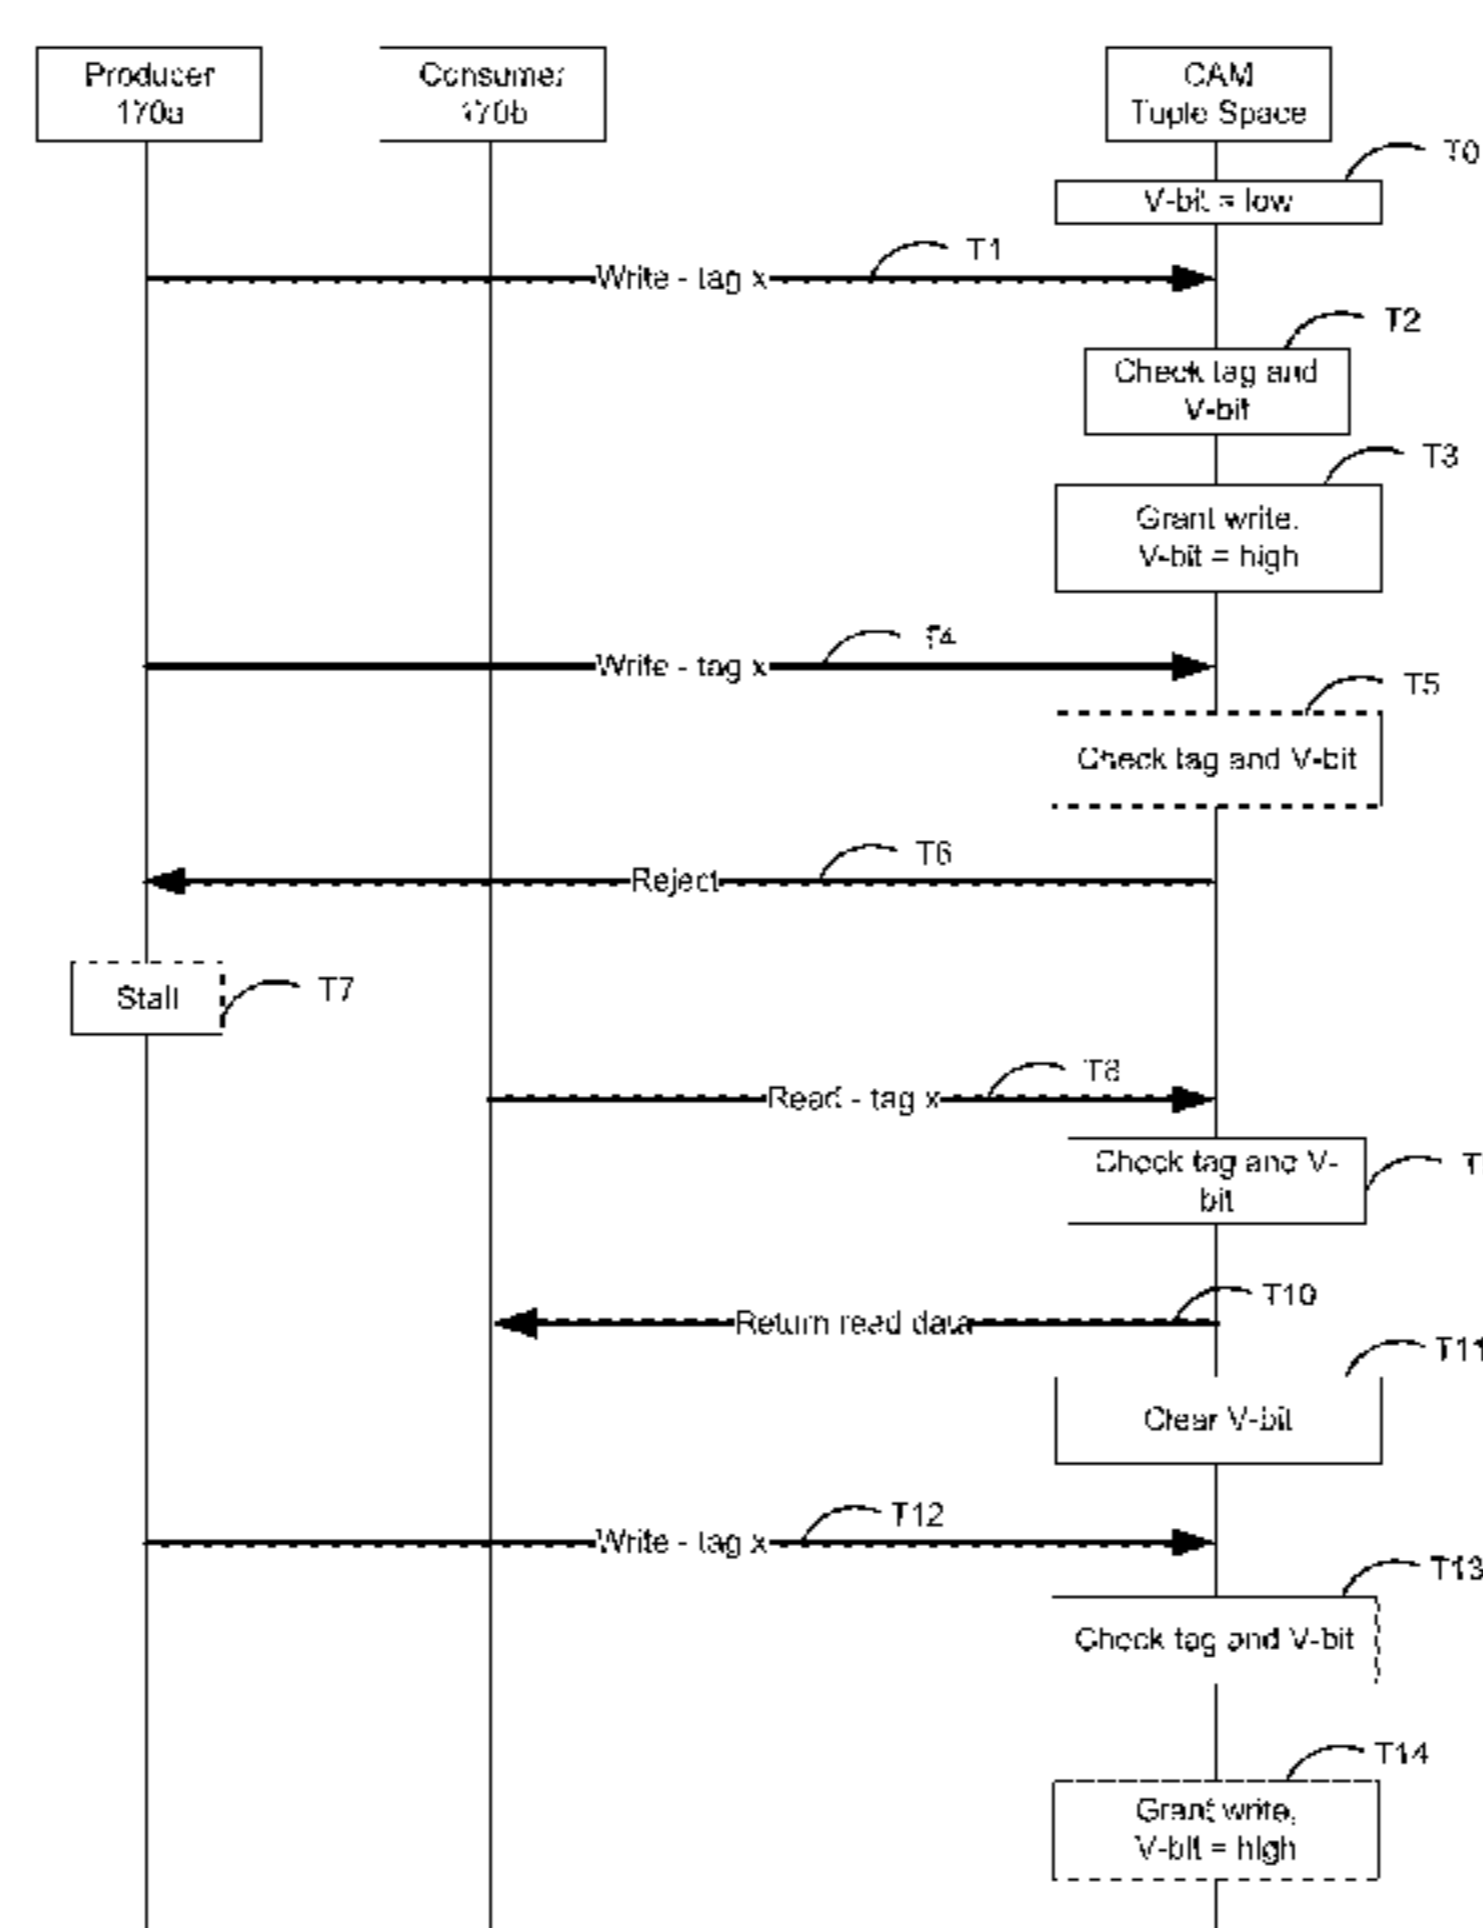 Producer
170a
Consumer
170b
CAM
Tuple Space
T0
V-bit = low
T1
Write - tag x
T2
Check tag and
V-bit
T3
Grant write.
V-bit = high
T4
Write - tag x
T5
Check tag and V-bit
T6
Reject
Stall
T7
T8
Read - tag x
Check tag and V-
bit
T
T10
Return read data
T11
Clear V-bit
T12
Write - tag x
T13
Check tag and V-bit
T14
Grant write,
V-bit = high